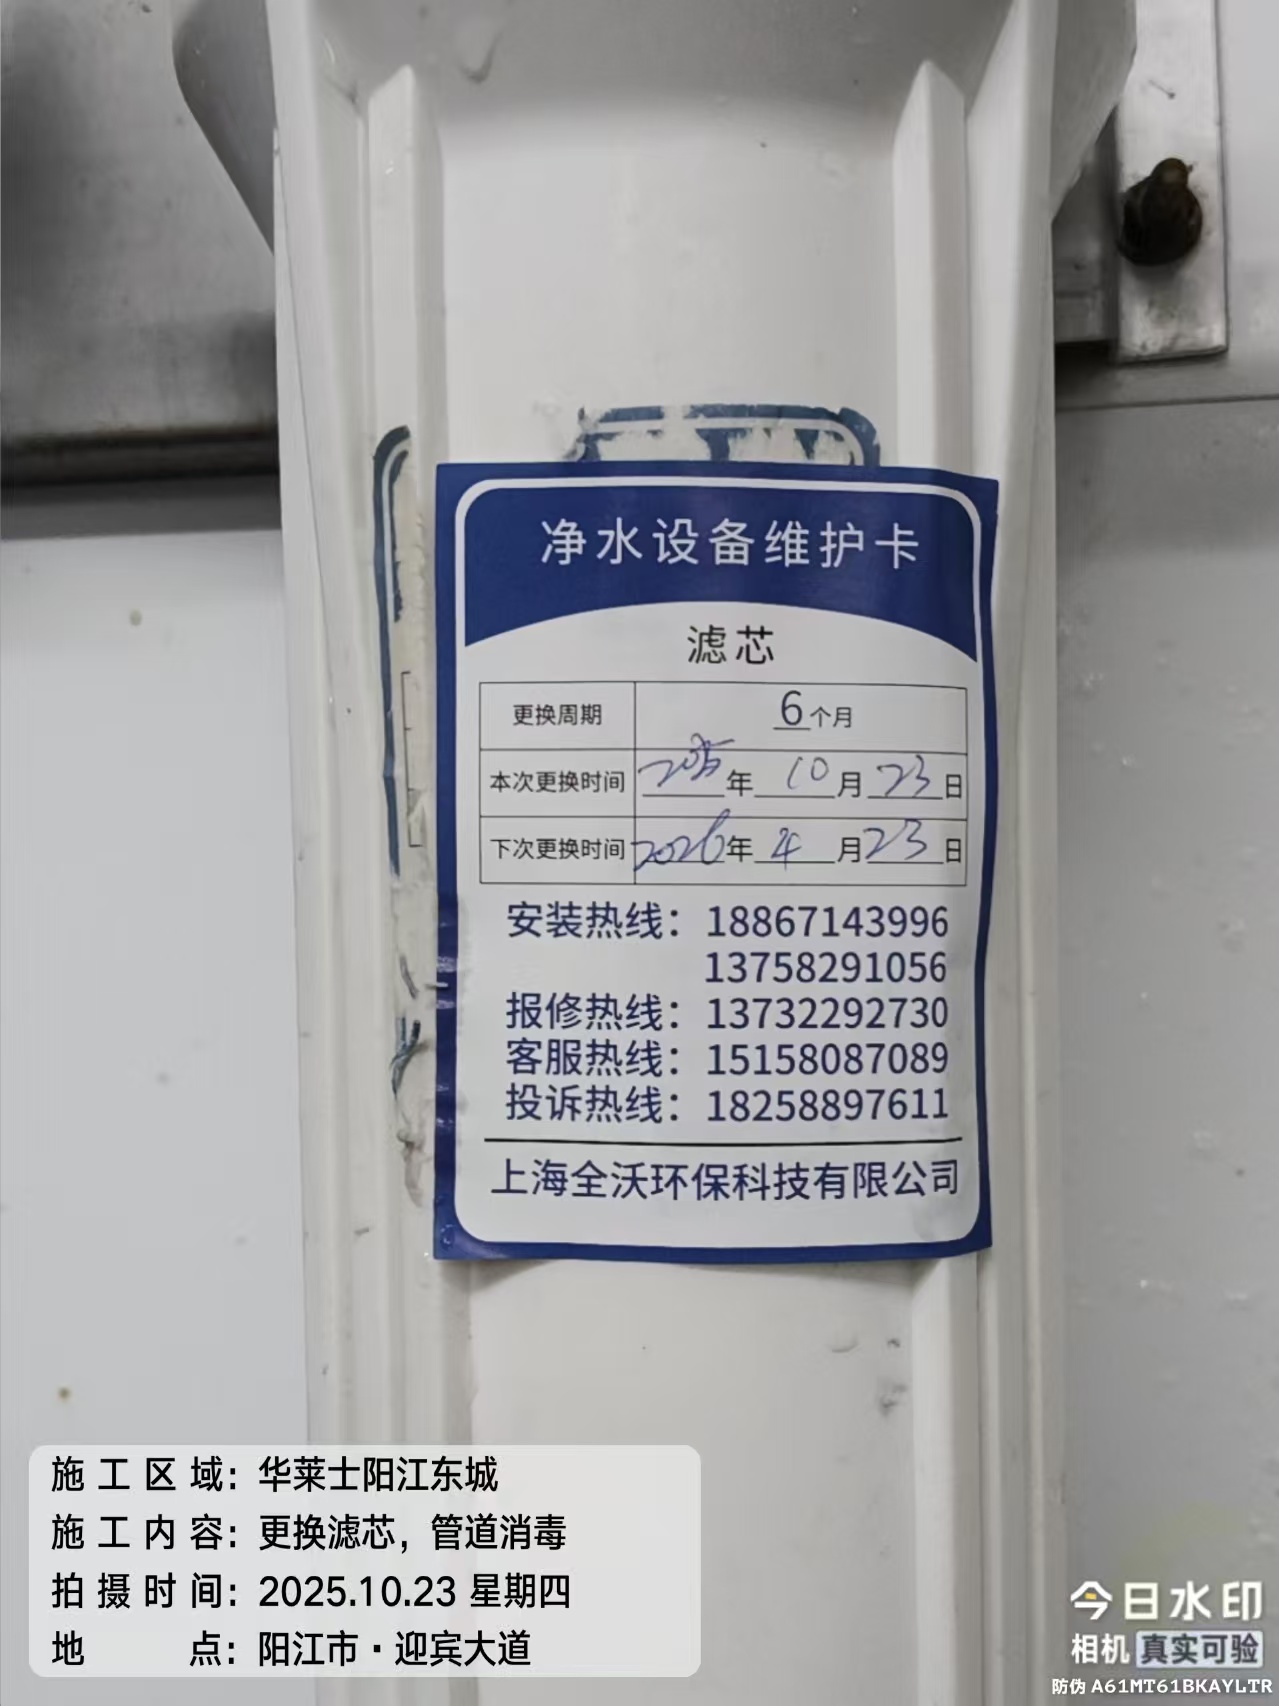 净水设备维护卡
滤芯
更换周期 6个月
本次更换时间 2025年10月23日
下次更换时间 2026年4月23日
安装热线：18867143996
13758291056
报修热线：13732292730
客服热线：15158087089
投诉热线：18258897611
上海全沃环保科技有限公司
施工区域：华莱士阳江东城
施工内容：更换滤芯，管道消毒
拍摄时间：2025.10.23 星期四
地点：阳江市·迎宾大道
今日水印
相机 真实可验
防伪 A61MT61BKAYLTR